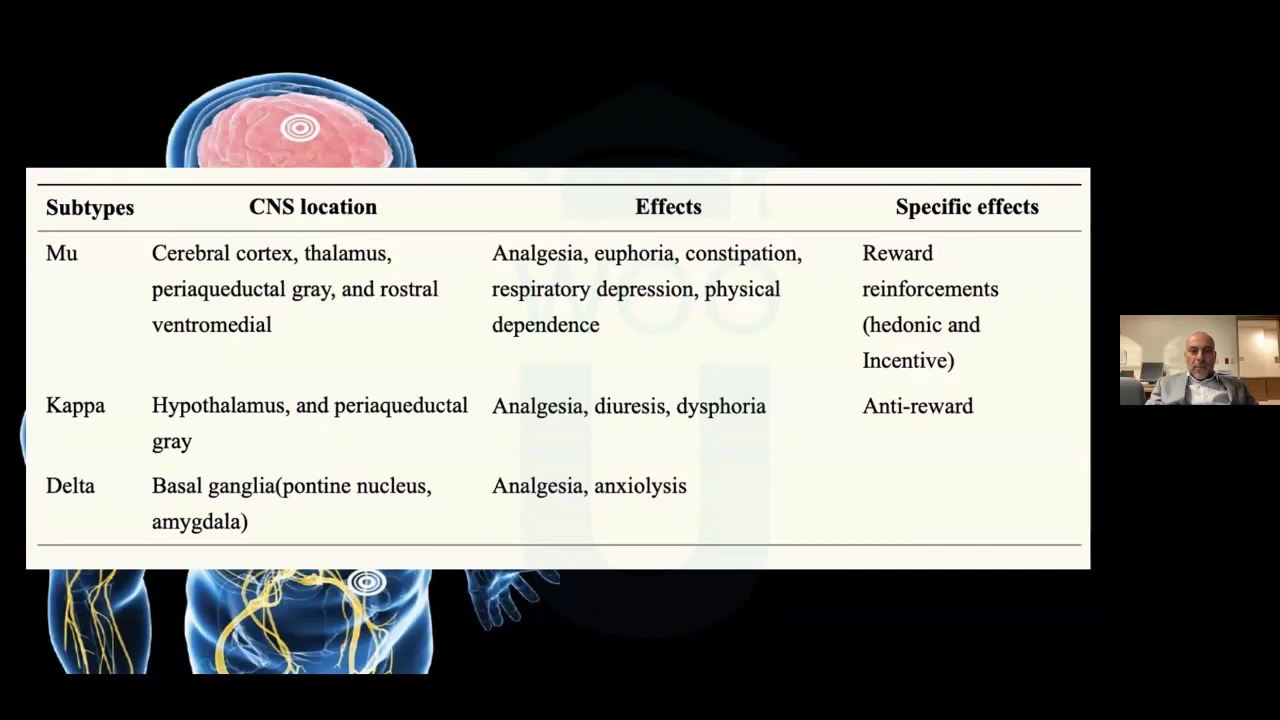 Subtypes CNS location Effects Specific effects
Mu Cerebral cortex, thalamus, Analgesia, euphoria, constipation, Reward
periaqueductal gray, and rostral respiratory depression, physical reinforcements
ventromedial dependence (hedonic and
Incentive)
Kappa Hypothalamus, and periaqueductal Analgesia, diuresis, dysphoria Anti-reward
gray
Delta Basal ganglia(pontine nucleus, Analgesia, anxiolysis
amygdala)
WOO
U